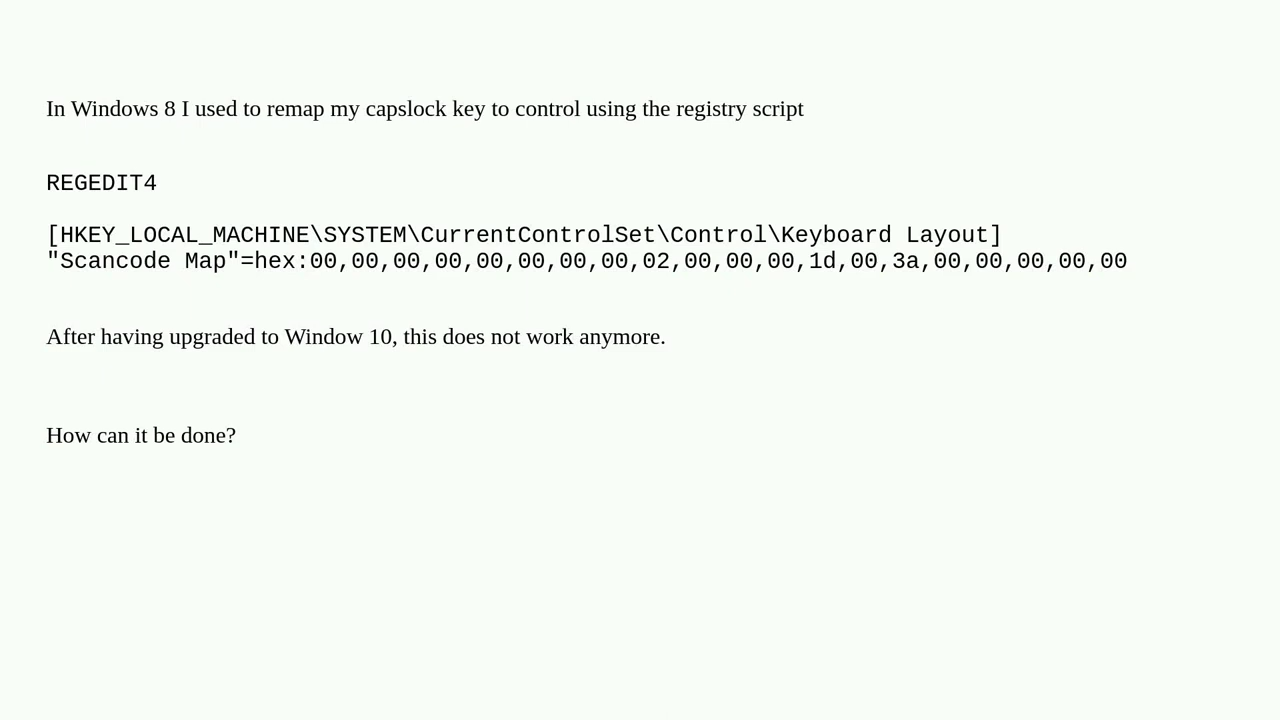 In Windows 8 I used to remap my capslock key to control using the registry script
REGEDIT4
[HKEY_LOCAL_MACHINE\SYSTEM\CurrentControlSet\Control\Keyboard Layout]
"Scancode Map"=hex:00,00,00,00,00,00,00,00,02,00,00,00,1d,00,3a,00,00,00,00,00
After having upgraded to Window 10, this does not work anymore.
How can it be done?